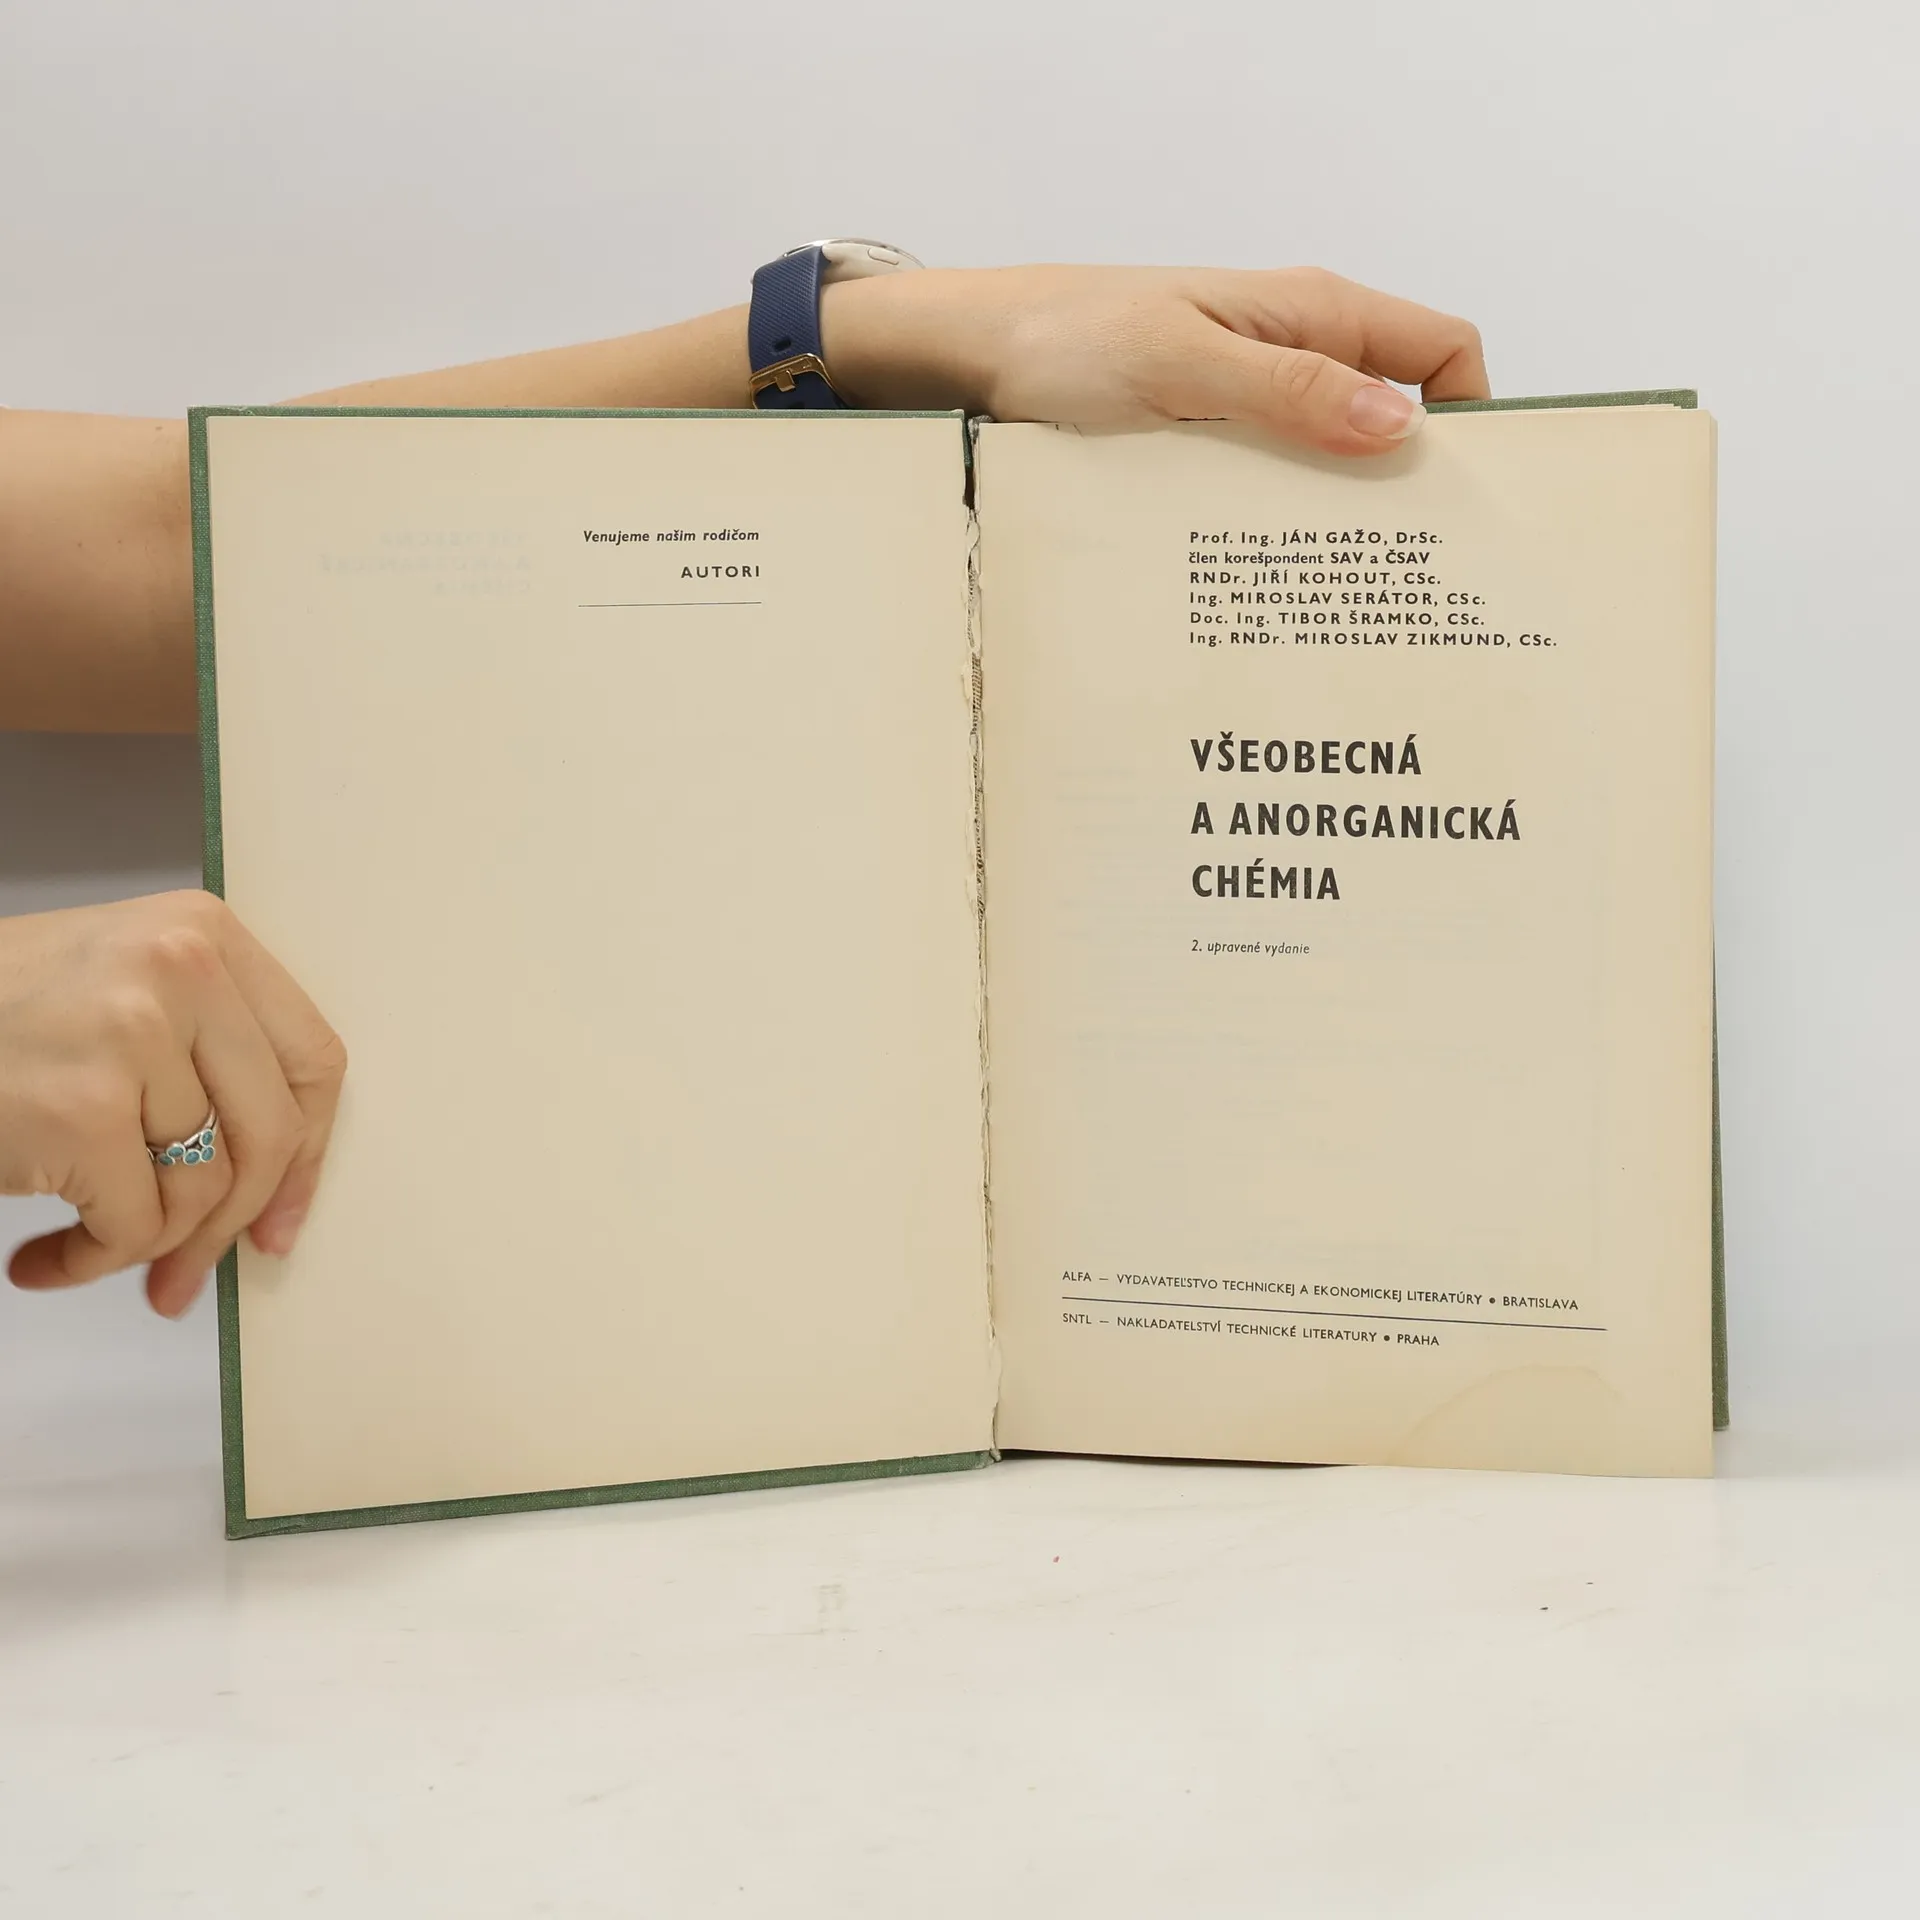 Venujeme našim rodičom
AUTORI
Prof. Ing. JÁN GAŽO, DrSc.
člen korešpondent SAV a ČSAV
RNDr. JIŘÍ KOHOUT, CSc.
Ing. MIROSLAV SERÁTOR, CSc.
Doc. Ing. TIBOR ŠRAMKO, CSc.
Ing. RNDr. MIROSLAV ZIKMUND, CSc.
VŠEOBECNÁ
A ANORGANICKÁ
CHÉMIA
2. upravené vydanie
ALFA — VYDAVATEĽSTVO TECHNICKEJ A EKONOMICKEJ LITERATÚRY • BRATISLAVA
SNTL — NAKLADATELSTVÍ TECHNICKÉ LITERATURY • PRAHA